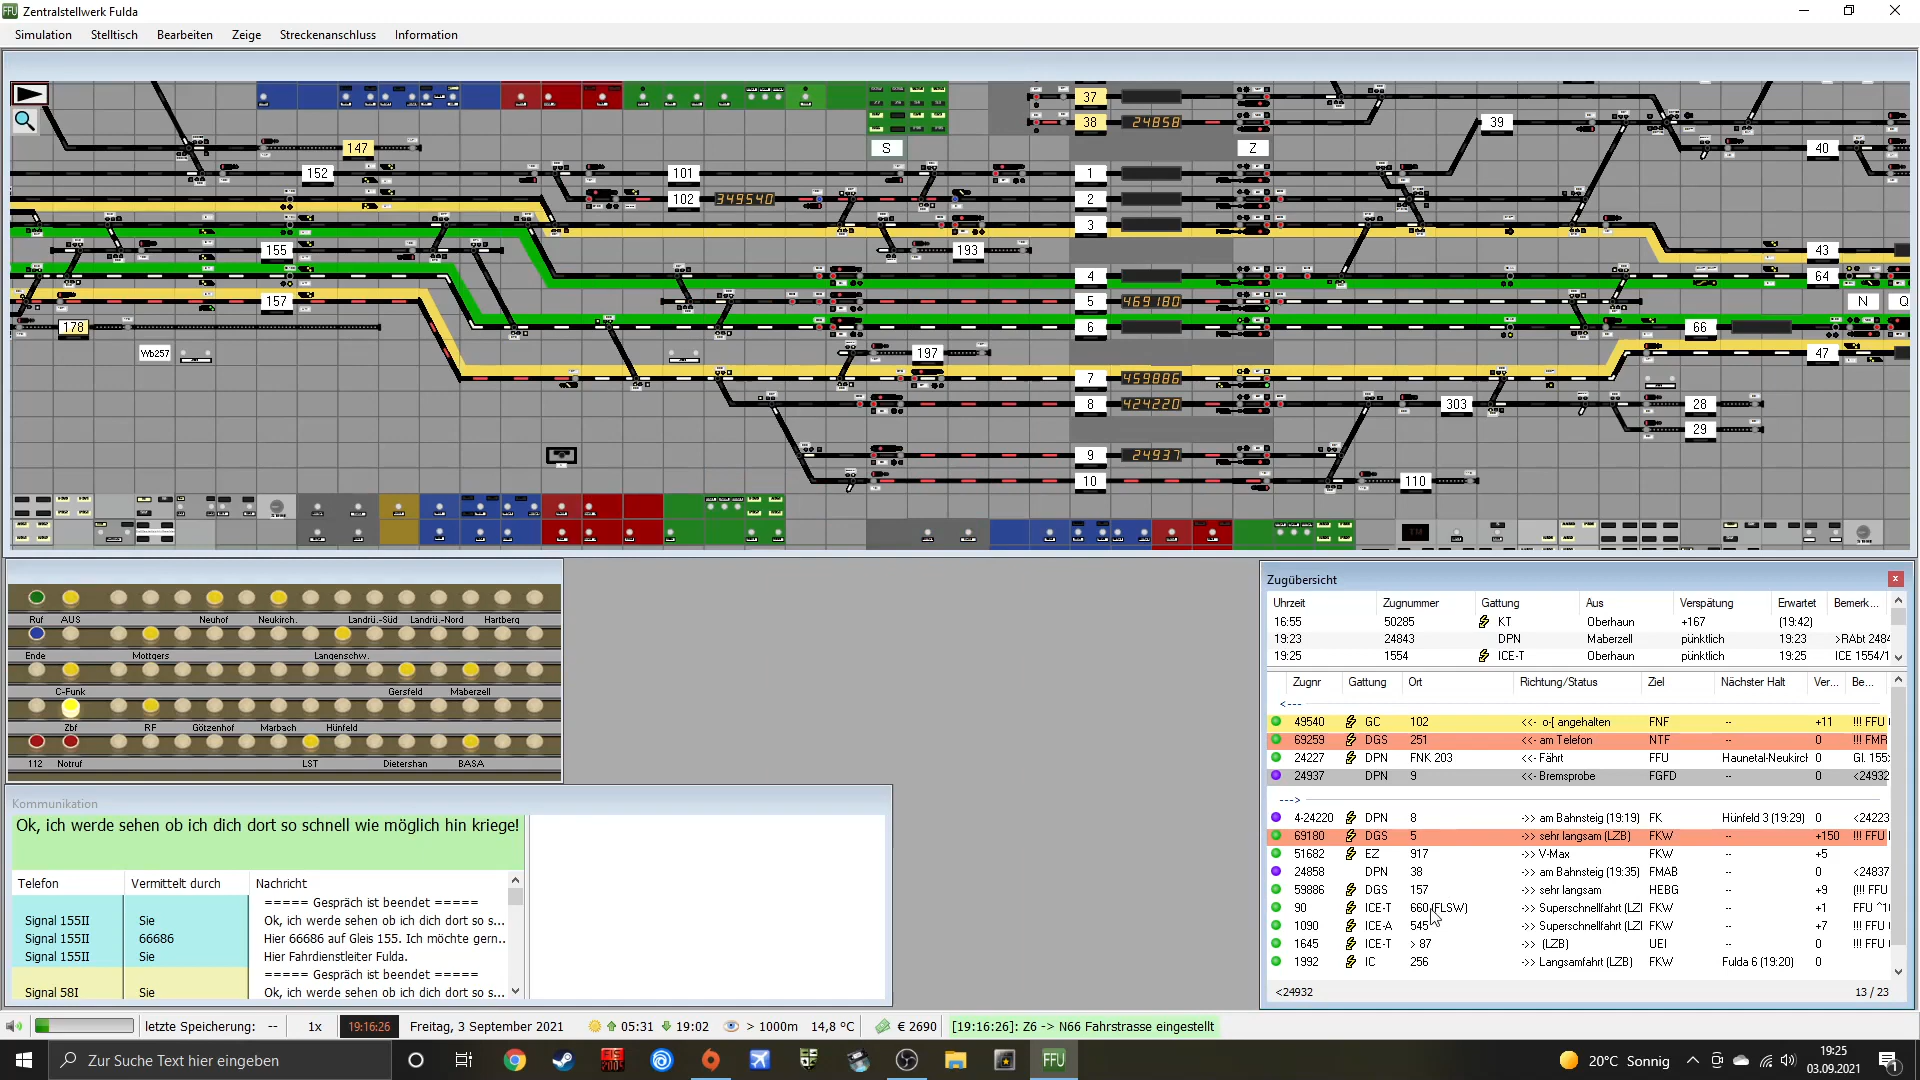 FFU Zentralstellwerk Fulda
Simulation Stelltisch Bearbeiten Zeige Streckenanschluss Information
37
38 24858 39
147 S Z 40
152 101 1
102 349540 2
3
155 193 43
4 64
157 5 469180 N Q
178 6 66
Wb257 197 47
7 459886
8 424220 303 28
29
9 24937
10 110
Ruf AUS Neuhof Neukirch. Landrü.-Süd Landrü.-Nord Hartberg
Ende Mottgers Langenschw.
C-Funk Gersfeld Maberzell
Zbf RF Götzenhof Marbach Hünfeld
112 Notruf LST Dietershan BASA
Kommunikation
Ok, ich werde sehen ob ich dich dort so schnell wie möglich hin kriege!
Telefon Vermittelt durch Nachricht
===== Gespräch ist beendet =====
Signal 155II Sie Ok, ich werde sehen ob ich dich dort so s...
Signal 155II 66686 Hier 66686 auf Gleis 155. Ich möchte gern...
Signal 155II Sie Hier Fahrdienstleiter Fulda.
===== Gespräch ist beendet =====
Signal 58I Sie Ok, ich werde sehen ob ich dich dort so s...
Zugübersicht
Uhrzeit Zugnummer Gattung Aus Verspätung Erwartet Bemerk...
16:55 50285 KT Oberhaun +167 (19:42)
19:23 24843 DPN Maberzell pünktlich 19:23 >RAbt 2484
19:25 1554 ICE-T Oberhaun pünktlich 19:25 ICE 1554/1
Zugnr Gattung Ort Richtung/Status Ziel Nächster Halt Ver... Be...
<---
49540 GC 102 <<- o-[ angehalten FNF -- +11 !!! FFU
69259 DGS 251 <<- am Telefon NTF -- 0 !!! FMR
24227 DPN FNK 203 <<- Fährt FFU Haunetal-Neukirch 0 Gl. 155
24937 DPN 9 <<- Bremsprobe FGFD -- 0 <24932
--->
4-24220 DPN 8 ->> am Bahnsteig (19:19) FK Hünfeld 3 (19:29) 0 <24223
69180 DGS 5 ->> sehr langsam (LZB) FKW -- +150 !!! FFU
51682 EZ 917 ->> V-Max FKW -- +5
24858 DPN 38 ->> am Bahnsteig (19:35) FMAB -- 0 <24837
59886 DGS 157 ->> sehr langsam HEBG -- +9 (!!! FFU
90 ICE-T 660 (FLSW) ->> Superschnellfahrt (LZI FKW -- +1 FFU ^1
1090 ICE-A 545 ->> Superschnellfahrt (LZI FKW -- +7 !!! FFU
1645 ICE-T > 87 ->> (LZB) UEI -- 0 !!! FFU
1992 IC 256 ->> Langsamfahrt (LZB) FKW Fulda 6 (19:20) 0
<24932 13 / 23
letzte Speicherung: -- 1x 19:16:26 Freitag, 3 September 2021 05:31 19:02 > 1000m 14,8 °C € 2690 [19:16:26]: Z6 -> N66 Fahrstrasse eingestellt
Zur Suche Text hier eingeben FFU 20°C Sonnig 19:25
03.09.2021 1